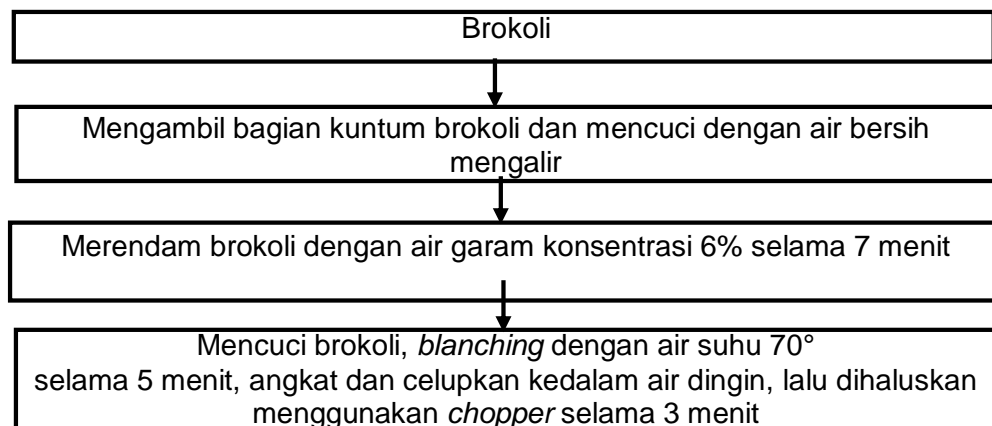 Brokoli
Mengambil bagian kuntum brokoli dan mencuci dengan air bersih
mengalir
Merendam brokoli dengan air garam konsentrasi 6% selama 7 menit
Mencuci brokoli, blanching dengan air suhu 70°
selama 5 menit, angkat dan celupkan kedalam air dingin, lalu dihaluskan
menggunakan chopper selama 3 menit